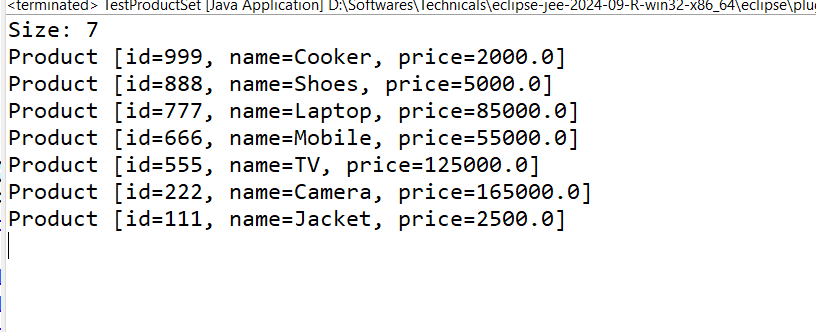 <terminated> TestProductSet [Java Application] D:\Softwares\Technicals\eclipse-jee-2024-09-R-win32-x86_64\eclipse\plug
Size: 7
Product [id=999, name=Cooker, price=2000.0]
Product [id=888, name=Shoes, price=5000.0]
Product [id=777, name=Laptop, price=85000.0]
Product [id=666, name=Mobile, price=55000.0]
Product [id=555, name=TV, price=125000.0]
Product [id=222, name=Camera, price=165000.0]
Product [id=111, name=Jacket, price=2500.0]